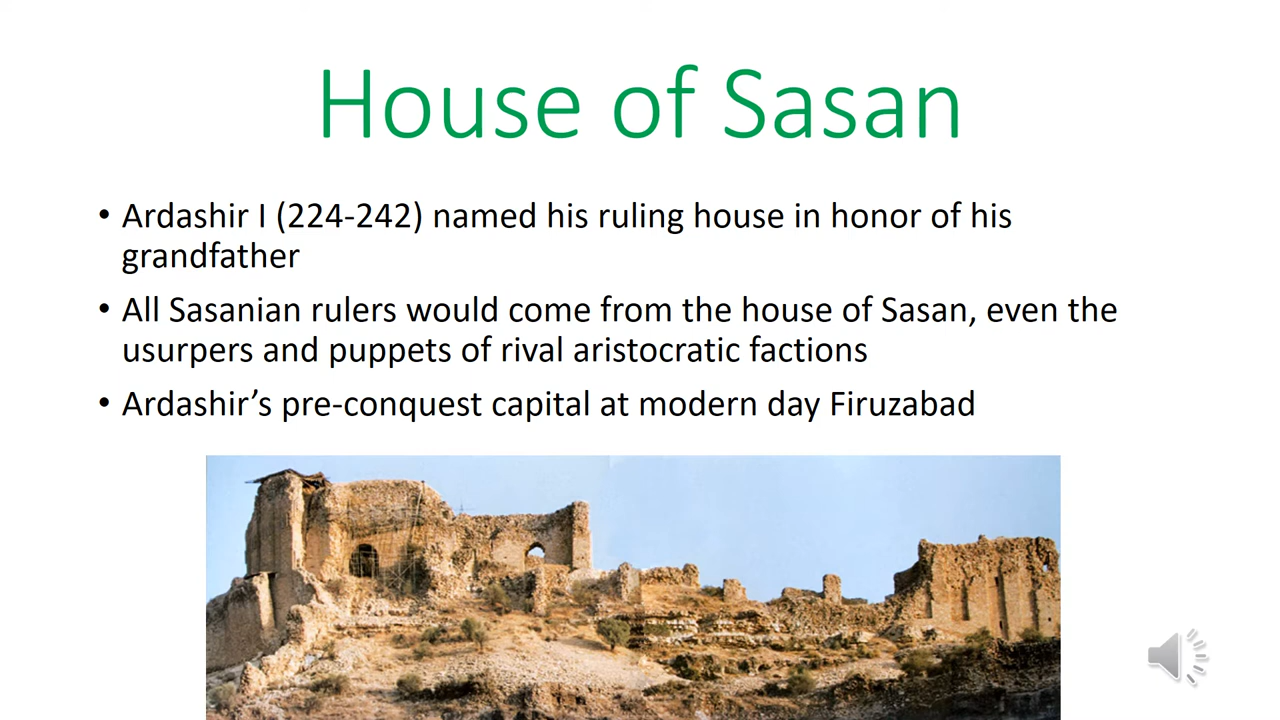 House of Sasan
• Ardashir I (224-242) named his ruling house in honor of his
grandfather
• All Sasanian rulers would come from the house of Sasan, even the
usurpers and puppets of rival aristocratic factions
• Ardashir’s pre-conquest capital at modern day Firuzabad